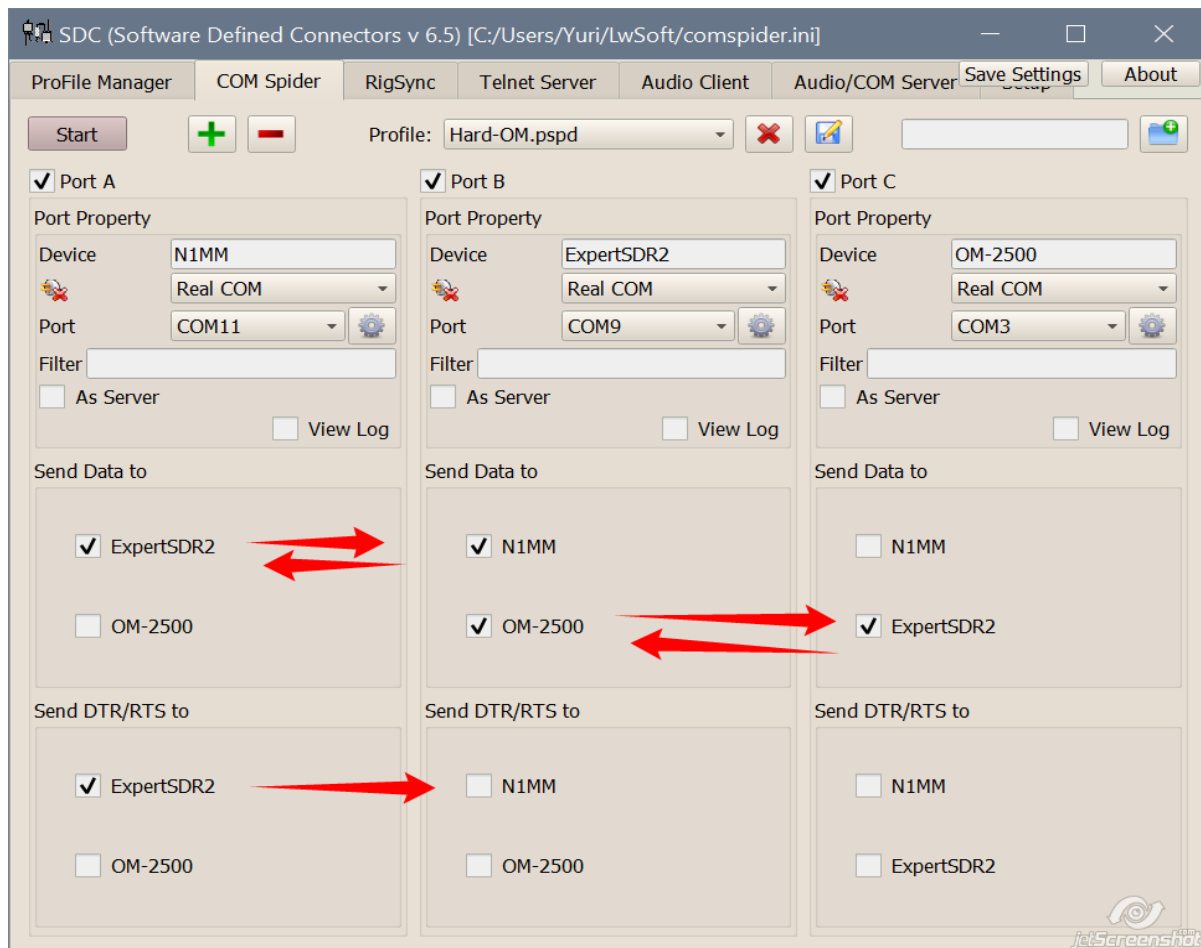 SDC (Software Defined Connectors v 6.5) [C:/Users/Yuri/LwSoft/comspider.ini]
ProFile Manager COM Spider RigSync Telnet Server Audio Client Audio/COM Server Setup Save Settings About
Start Profile: Hard-OM.pspd
Port A Port B Port C
Port Property Port Property Port Property
Device N1MM Device ExpertSDR2 Device OM-2500
Real COM Real COM Real COM
Port COM11 Port COM9 Port COM3
Filter Filter Filter
As Server As Server As Server
View Log View Log View Log
Send Data to Send Data to Send Data to
ExpertSDR2 N1MM N1MM
OM-2500 OM-2500 ExpertSDR2
Send DTR/RTS to Send DTR/RTS to Send DTR/RTS to
ExpertSDR2 N1MM N1MM
OM-2500 OM-2500 ExpertSDR2
jetScreenshot
.com